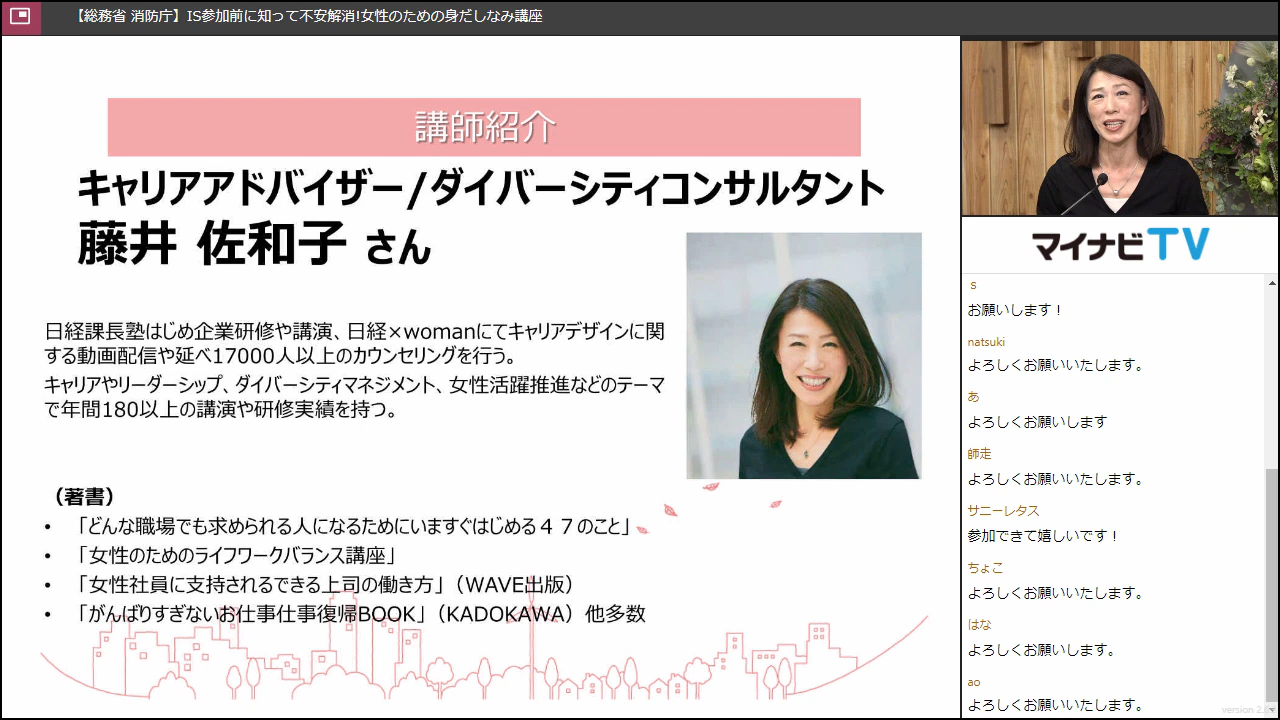 【総務省 消防庁】IS参加前に知って不安解消!女性のための身だしなみ講座
講師紹介
キャリアアドバイザー/ダイバーシティコンサルタント
藤井 佐和子 さん
日経課長塾はじめ企業研修や講演、日経×womanにてキャリアデザインに関
する動画配信や延べ17000人以上のカウンセリングを行う。
キャリアやリーダーシップ、ダイバーシティマネジメント、女性活躍推進などのテーマ
で年間180以上の講演や研修実績を持つ。
（著書）
• 「どんな職場でも求められる人になるためにいますぐはじめる４７のこと」
• 「女性のためのライフワークバランス講座」
• 「女性社員に支持されるできる上司の働き方」（WAVE出版）
• 「がんばりすぎないお仕事仕事復帰BOOK」（KADOKAWA）他多数
マイナビTV
s
お願いします！
natsuki
よろしくお願いいたします。
あ
よろしくお願いします
師走
よろしくお願いいたします。
サニーレタス
参加できて嬉しいです！
ちょこ
よろしくお願いいたします。
はな
よろしくお願いします。
ao
よろしくお願いいたします。